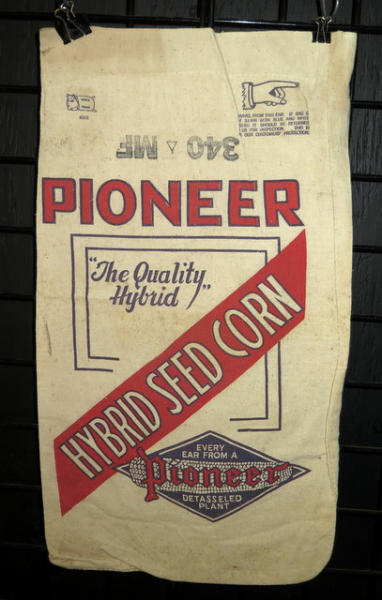 340 MF
PIONEER
"The Quality
Hybrid"
HYBRID SEED CORN
EVERY
EAR FROM A
Pioneer
DETASSELED
PLANT